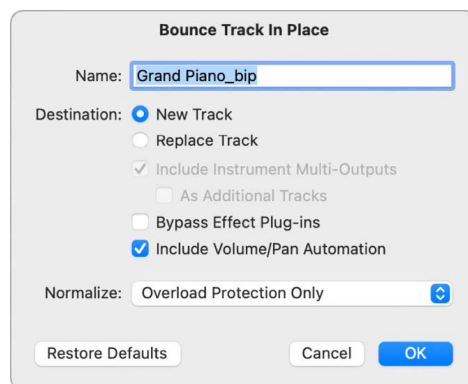 Bounce Track In Place
Name: Grand Piano_bip
Destination: New Track
Replace Track
Include Instrument Multi-Outputs
As Additional Tracks
Bypass Effect Plug-ins
Include Volume/Pan Automation
Normalize: Overload Protection Only
Restore Defaults Cancel OK